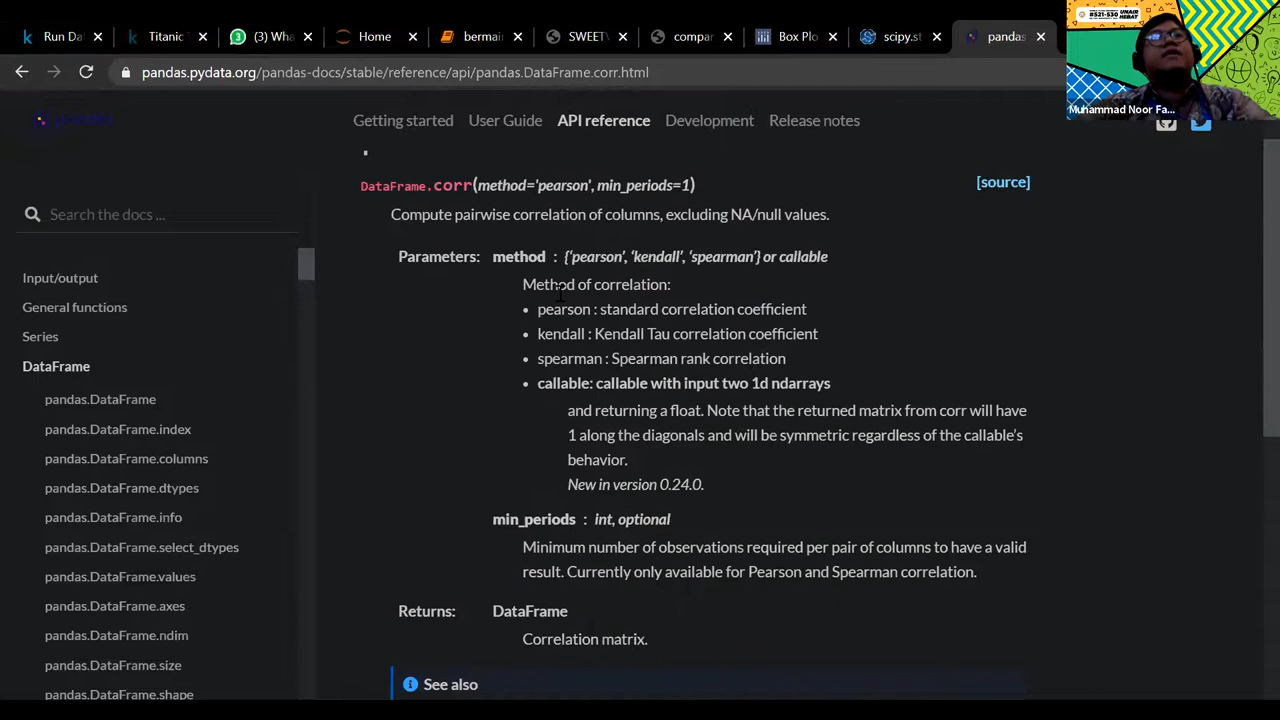 Run Da
Titanic
(3) Wha
Home
bermain
SWEETV
compar
Box Plo
scipy.st
pandas
#521-530
UNAIR HEBAT
Muhammad Noor Fa...
pandas.pydata.org/pandas-docs/stable/reference/api/pandas.DataFrame.corr.html
pandas
Getting started User Guide API reference Development Release notes
Search the docs ...
Input/output
General functions
Series
DataFrame
pandas.DataFrame
pandas.DataFrame.index
pandas.DataFrame.columns
pandas.DataFrame.dtypes
pandas.DataFrame.info
pandas.DataFrame.select_dtypes
pandas.DataFrame.values
pandas.DataFrame.axes
pandas.DataFrame.ndim
pandas.DataFrame.size
pandas.DataFrame.shape
DataFrame.corr(method='pearson', min_periods=1) [source]
Compute pairwise correlation of columns, excluding NA/null values.
Parameters: method : {‘pearson’, ‘kendall’, ‘spearman’} or callable
Method of correlation:
• pearson : standard correlation coefficient
• kendall : Kendall Tau correlation coefficient
• spearman : Spearman rank correlation
• callable: callable with input two 1d ndarrays
and returning a float. Note that the returned matrix from corr will have
1 along the diagonals and will be symmetric regardless of the callable’s
behavior.
New in version 0.24.0.
min_periods : int, optional
Minimum number of observations required per pair of columns to have a valid
result. Currently only available for Pearson and Spearman correlation.
Returns: DataFrame
Correlation matrix.
See also